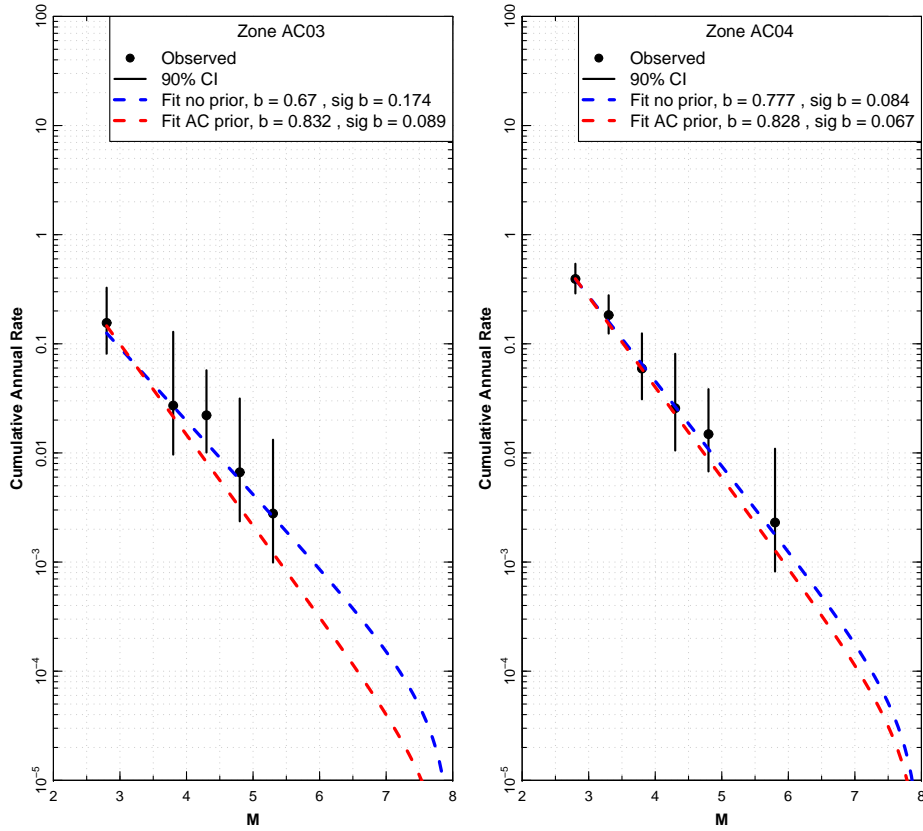 Zone AC03
Observed
90% CI
Fit no prior, b = 0.67 , sig b = 0.174
Fit AC prior, b = 0.832 , sig b = 0.089
100
10
1
0.1
0.01
10⁻³
10⁻⁴
10⁻⁵
Cumulative Annual Rate
2 3 4 5 6 7 8
M
Zone AC04
Observed
90% CI
Fit no prior, b = 0.777 , sig b = 0.084
Fit AC prior, b = 0.828 , sig b = 0.067
100
10
1
0.1
0.01
10⁻³
10⁻⁴
10⁻⁵
Cumulative Annual Rate
2 3 4 5 6 7 8
M